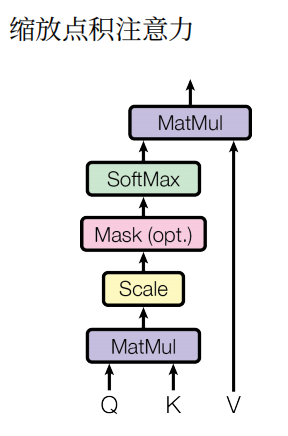 缩放点积注意力
MatMul
SoftMax
Mask (opt.)
Scale
MatMul
Q K V